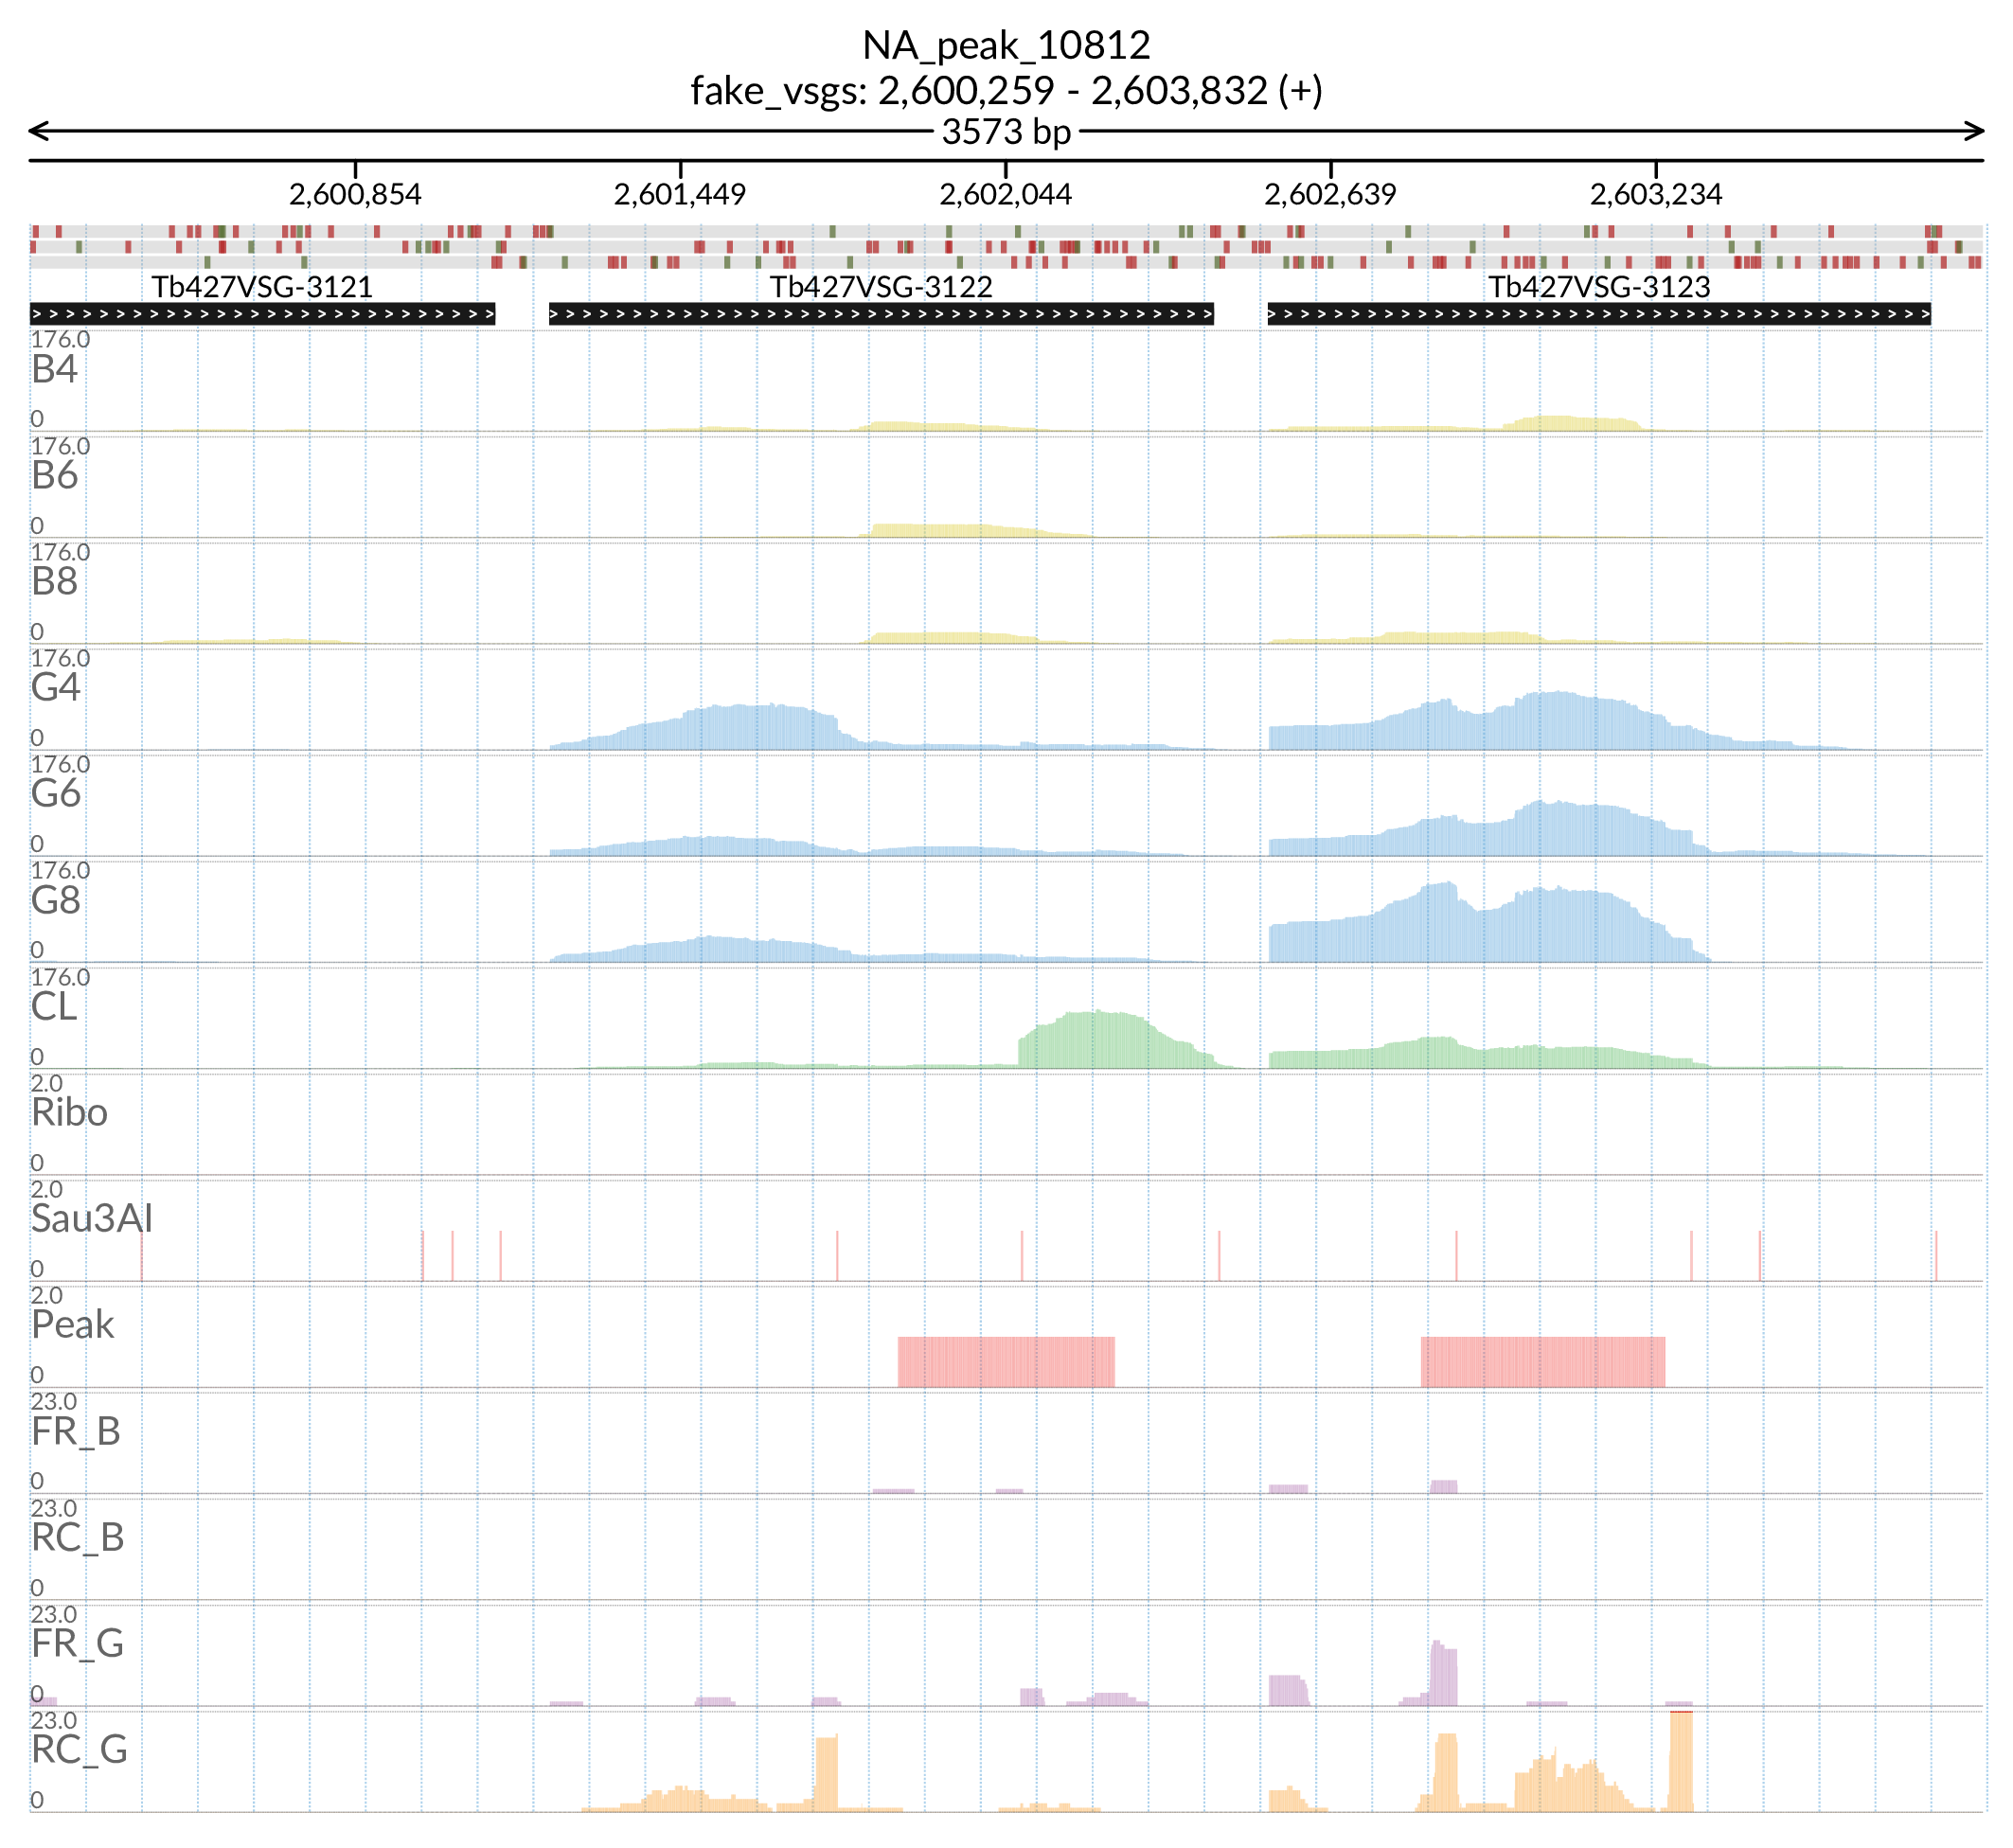 NA_peak_10812
fake_vsgs: 2,600,259 - 2,603,832 (+)
3573 bp
2,600,854 2,601,449 2,602,044 2,602,639 2,603,234
Tb427VSG-3121 Tb427VSG-3122 Tb427VSG-3123
176.0
B4
0
176.0
B6
0
176.0
B8
0
176.0
G4
0
176.0
G6
0
176.0
G8
0
176.0
CL
0
2.0
Ribo
0
2.0
Sau3AI
0
2.0
Peak
0
23.0
FR_B
0
23.0
RC_B
0
23.0
FR_G
0
23.0
RC_G
0